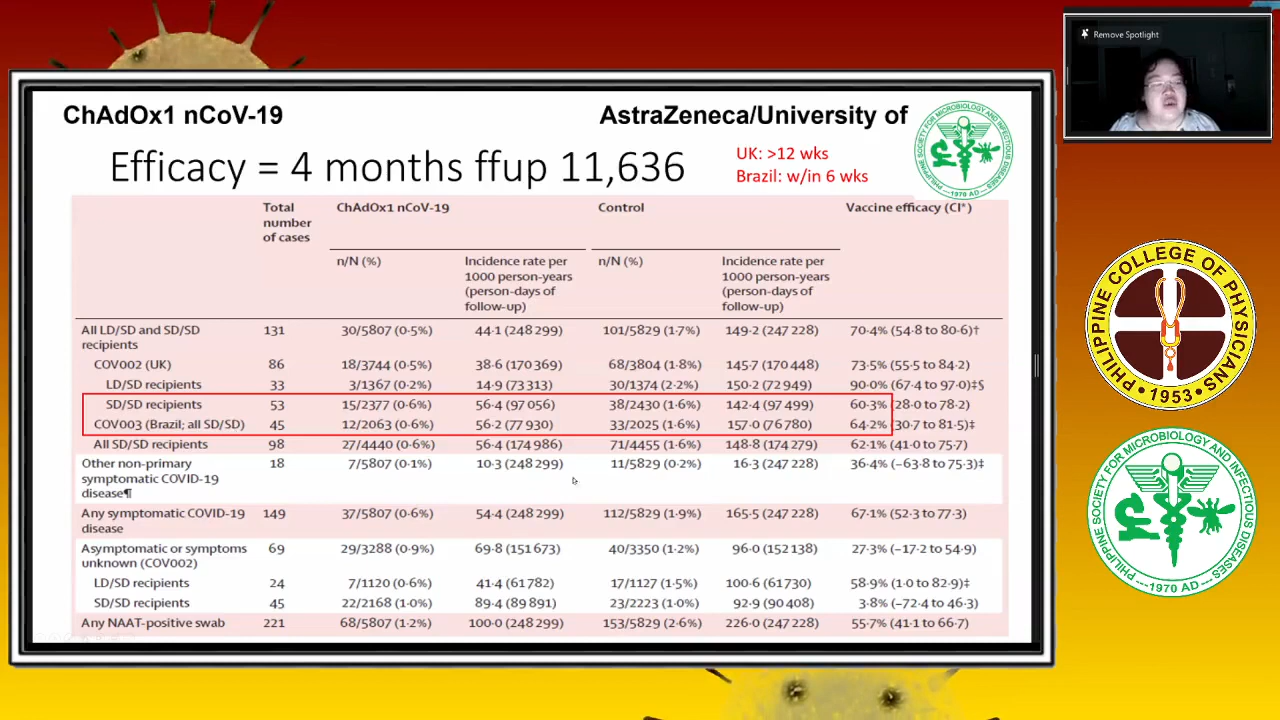 Remove Spotlight
ChAdOx1 nCoV-19
AstraZeneca/University of
Efficacy = 4 months ffup 11,636
UK: >12 wks
Brazil: w/in 6 wks
PHILIPPINE SOCIETY FOR MICROBIOLOGY AND INFECTIOUS DISEASES
- 1970 AD -
Total number of cases ChAdOx1 nCoV-19 Control Vaccine efficacy (CI*)
n/N (%) Incidence rate per 1000 person-years (person-days of follow-up) n/N (%) Incidence rate per 1000 person-years (person-days of follow-up)
All LD/SD and SD/SD recipients 131 30/5807 (0·5%) 44·1 (248 299) 101/5829 (1·7%) 149·2 (247 228) 70·4% (54·8 to 80·6)†
COV002 (UK) 86 18/3744 (0·5%) 38·6 (170 369) 68/3804 (1·8%) 145·7 (170 448) 73·5% (55·5 to 84·2)
LD/SD recipients 33 3/1367 (0·2%) 14·9 (73 313) 30/1374 (2·2%) 150·2 (72 949) 90·0% (67·4 to 97·0)‡§
SD/SD recipients 53 15/2377 (0·6%) 56·4 (97 056) 38/2430 (1·6%) 142·4 (97 499) 60·3% (28·0 to 78·2)
COV003 (Brazil; all SD/SD) 45 12/2063 (0·6%) 56·2 (77 930) 33/2025 (1·6%) 157·0 (76 780) 64·2% (30·7 to 81·5)‡
All SD/SD recipients 98 27/4440 (0·6%) 56·4 (174 986) 71/4455 (1·6%) 148·8 (174 279) 62·1% (41·0 to 75·7)
Other non-primary symptomatic COVID-19 disease¶ 18 7/5807 (0·1%) 10·3 (248 299) 11/5829 (0·2%) 16·3 (247 228) 36·4% (−63·8 to 75·3)‡
Any symptomatic COVID-19 disease 149 37/5807 (0·6%) 54·4 (248 299) 112/5829 (1·9%) 165·5 (247 228) 67·1% (52·3 to 77·3)
Asymptomatic or symptoms unknown (COV002) 69 29/3288 (0·9%) 69·8 (151 673) 40/3350 (1·2%) 96·0 (152 138) 27·3% (−17·2 to 54·9)
LD/SD recipients 24 7/1120 (0·6%) 41·4 (61 782) 17/1127 (1·5%) 100·6 (61 730) 58·9% (1·0 to 82·9)‡
SD/SD recipients 45 22/2168 (1·0%) 89·4 (89 891) 23/2223 (1·0%) 92·9 (90 408) 3·8% (−72·4 to 46·3)
Any NAAT-positive swab 221 68/5807 (1·2%) 100·0 (248 299) 153/5829 (2·6%) 226·0 (247 228) 55·7% (41·1 to 66·7)
PHILIPPINE COLLEGE OF PHYSICIANS
1953
PHILIPPINE SOCIETY FOR MICROBIOLOGY AND INFECTIOUS DISEASES
- 1970 AD -